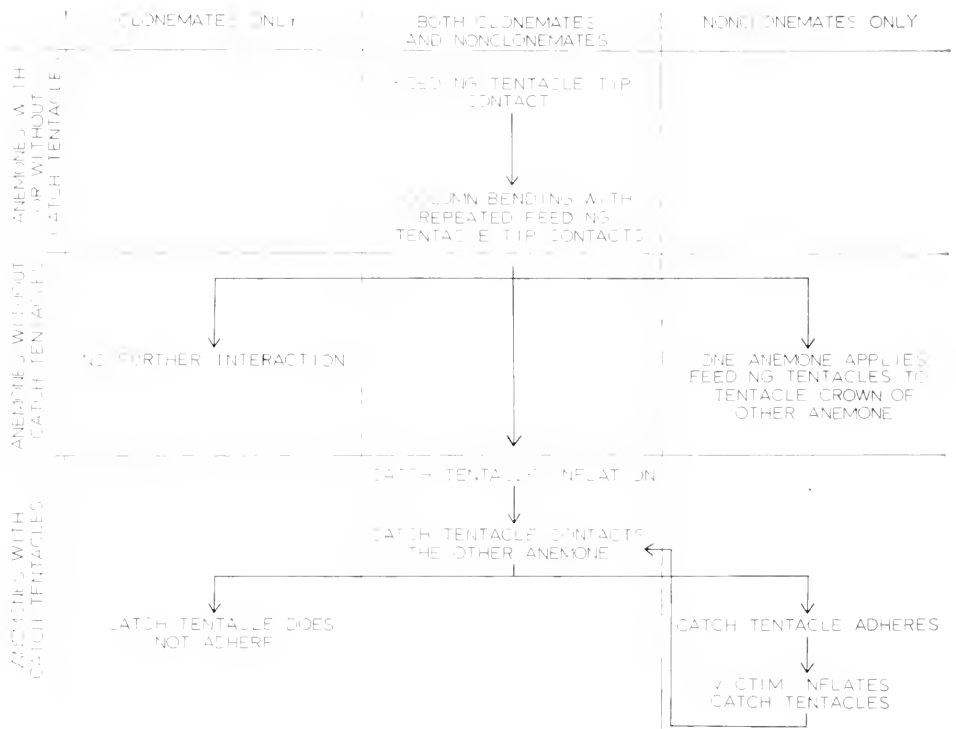 CLONEMATES ONLY
BOTH CLONEMATES
AND NONCLONEMATES
NONCLONEMATES ONLY
ANEMONES WITH
OR WITHOUT
CATCH TENTACLES
FEEDING TENTACLE TIP
CONTACT
COLUMN BENDING WITH
REPEATED FEEDING
TENTACLE TIP CONTACTS
ANEMONES WITHOUT
CATCH TENTACLES
NO FURTHER INTERACTION
ONE ANEMONE APPLIES
FEEDING TENTACLES TO
TENTACLE CROWN OF
OTHER ANEMONE
ANEMONES WITH
CATCH TENTACLES
CATCH TENTACLE INFLATION
CATCH TENTACLE CONTACTS
THE OTHER ANEMONE
CATCH TENTACLE DOES
NOT ADHERE
CATCH TENTACLE ADHERES
VICTIM INFLATES
CATCH TENTACLES